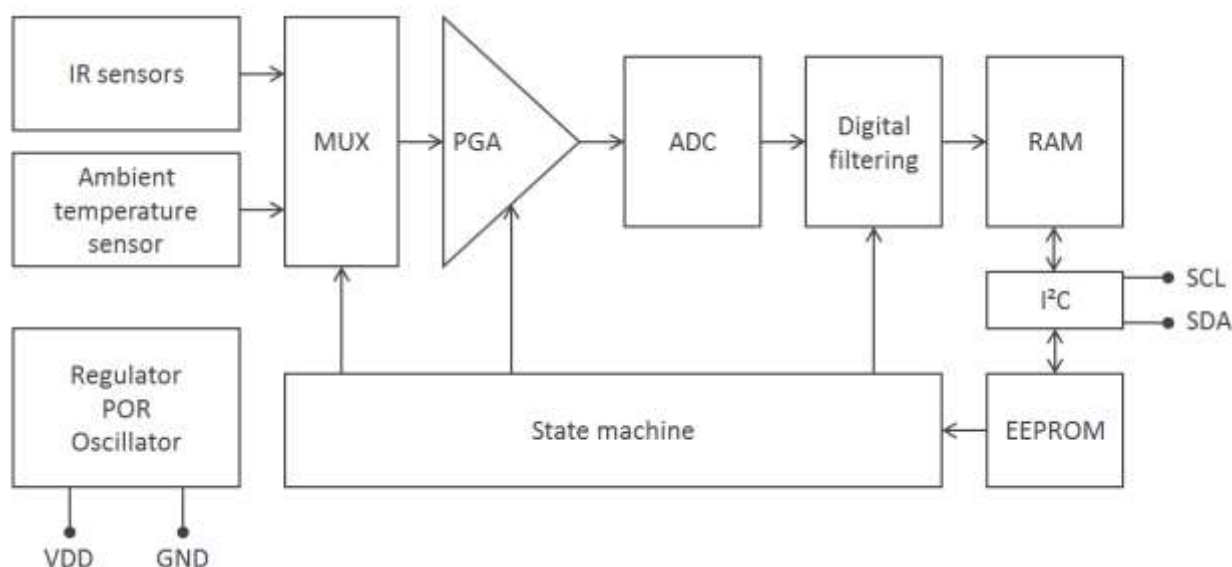 IR sensors
Ambient
temperature
sensor
MUX
PGA
ADC
Digital
filtering
RAM
I²C
SCL
SDA
Regulator
POR
Oscillator
State machine
EEPROM
VDD
GND